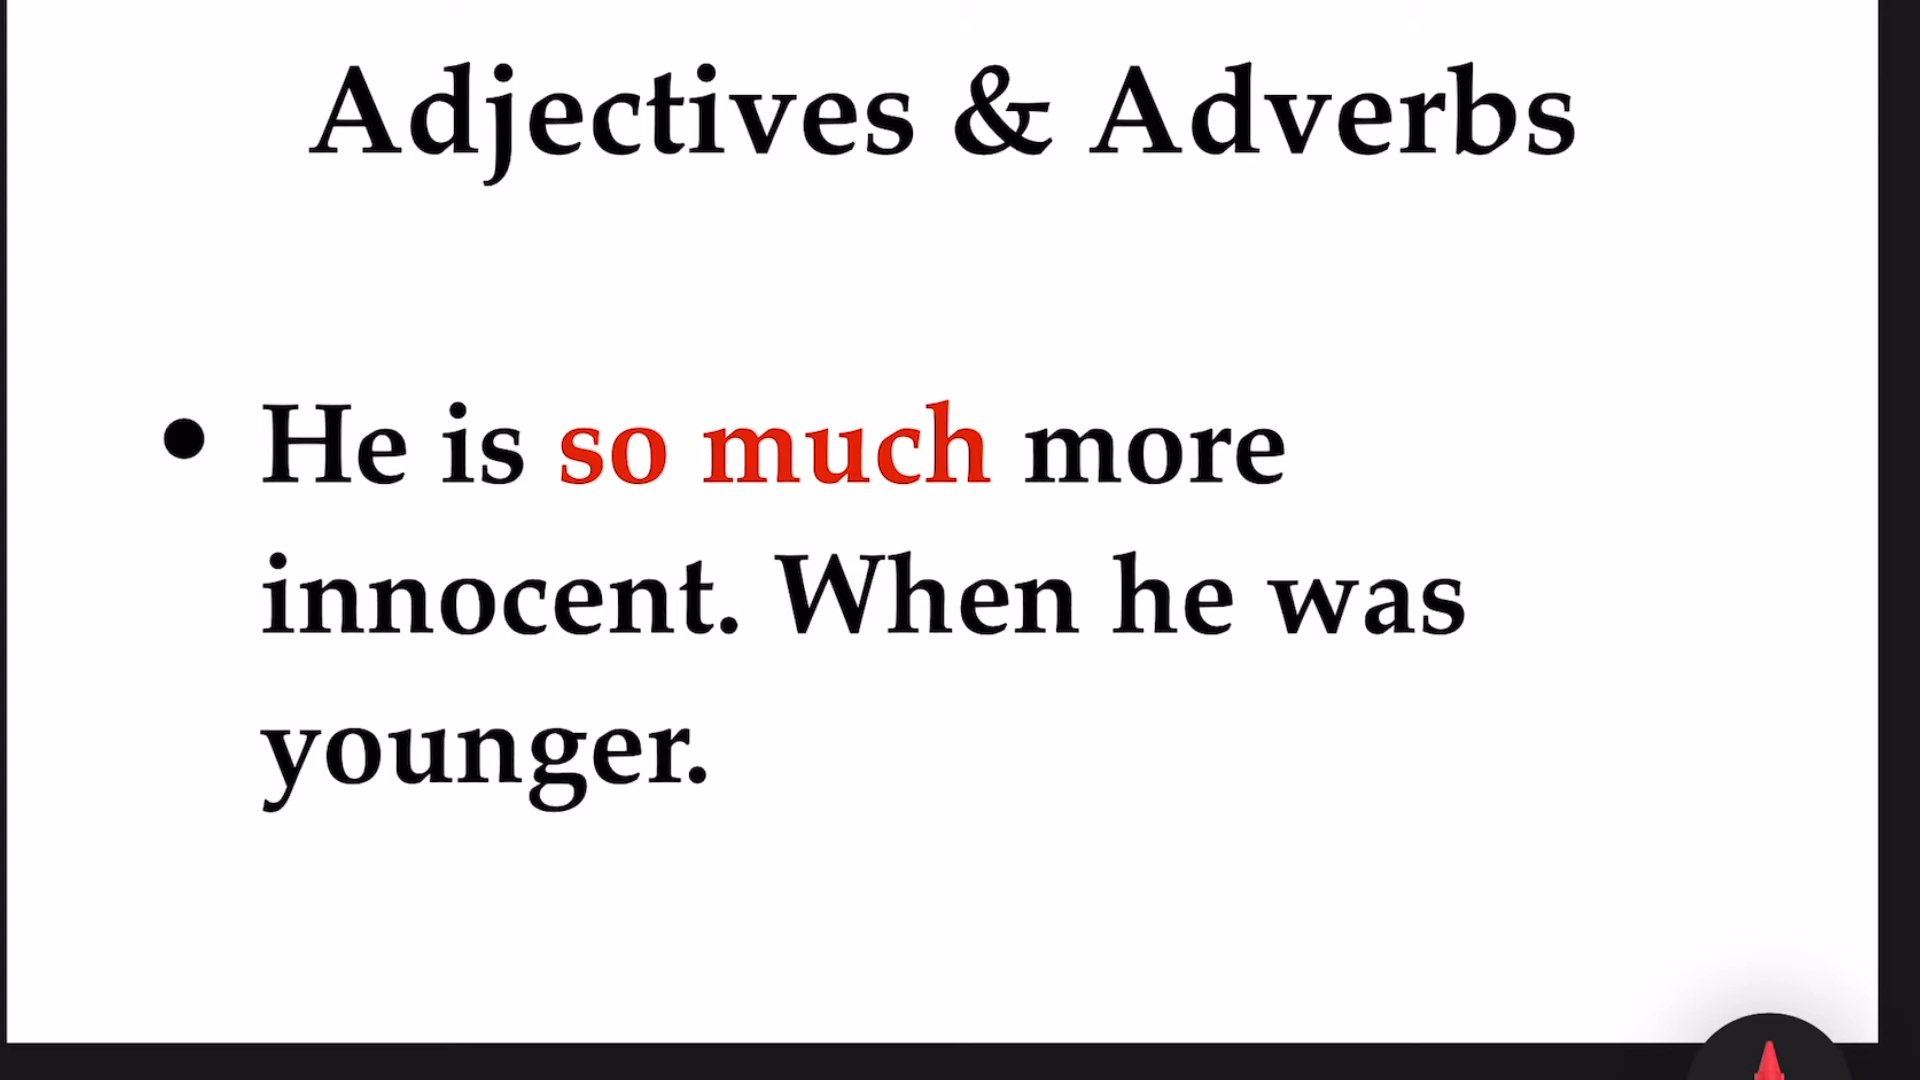 Adjectives & Adverbs
• He is so much more
innocent. When he was
younger.